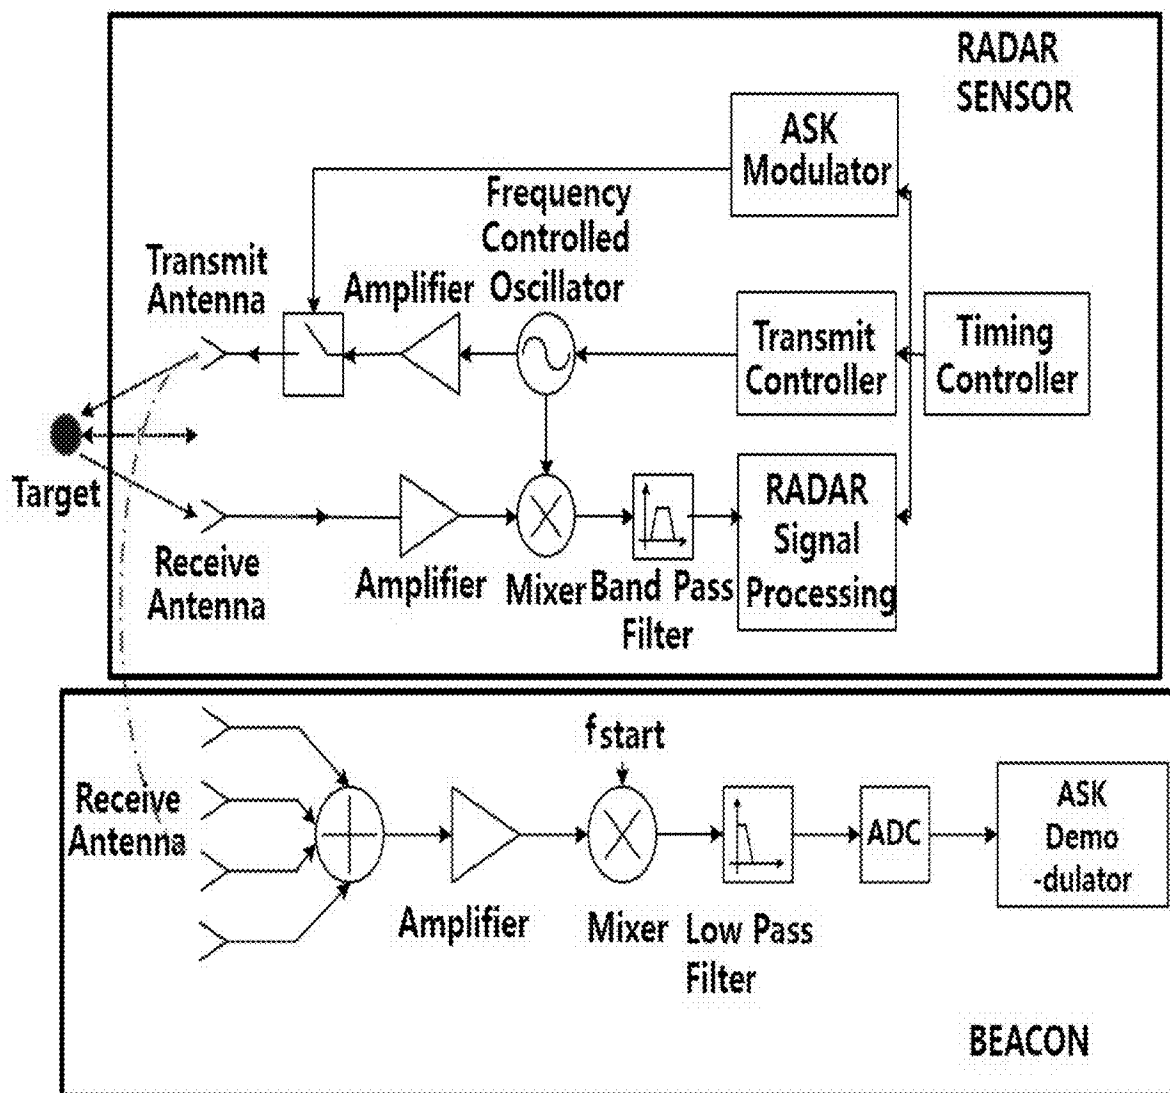 RADAR
SENSOR
ASK
Modulator
Frequency
Controlled
Oscillator
Transmit
Antenna
Amplifier
Transmit
Controller
Timing
Controller
Target
Receive
Antenna
Amplifier
Mixer
Band Pass
Filter
RADAR
Signal
Processing
fstart
Receive
Antenna
Amplifier
Mixer
Low Pass
Filter
ADC
ASK
Demo
-dulator
BEACON